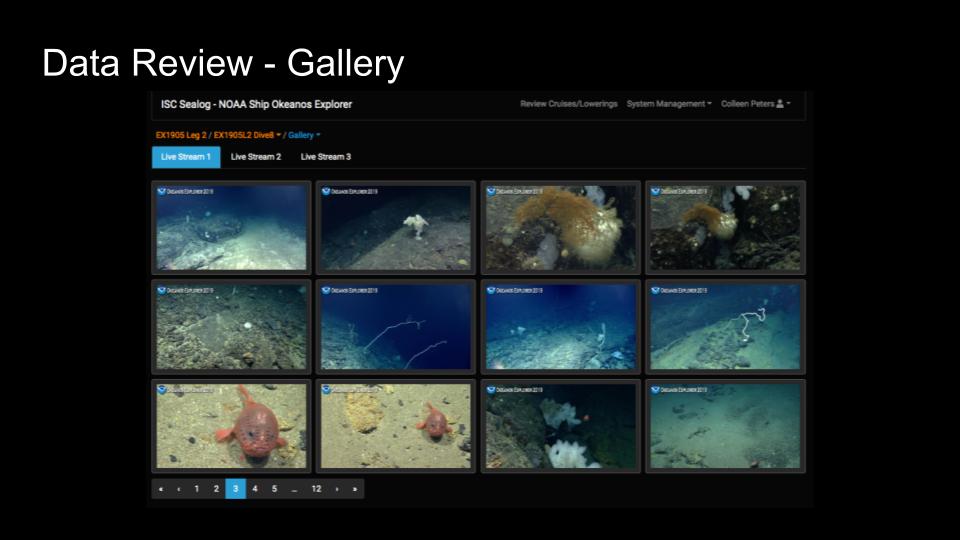 Data Review - Gallery
ISC Sealog - NOAA Ship Okeanos Explorer
Review Cruises/Lowerings System Management Colleen Peters
EX1905 Leg 2 / EX1905L2 Dive8 / Gallery
Live Stream 1 Live Stream 2 Live Stream 3
OKEANOS EXPLORER 2019 OKEANOS EXPLORER 2019 OKEANOS EXPLORER 2019 OKEANOS EXPLORER 2019
OKEANOS EXPLORER 2019 OKEANOS EXPLORER 2019 OKEANOS EXPLORER 2019 OKEANOS EXPLORER 2019
OKEANOS EXPLORER 2019 OKEANOS EXPLORER 2019 OKEANOS EXPLORER 2019 OKEANOS EXPLORER 2019
« ‹ 1 2 3 4 5 … 12 › »